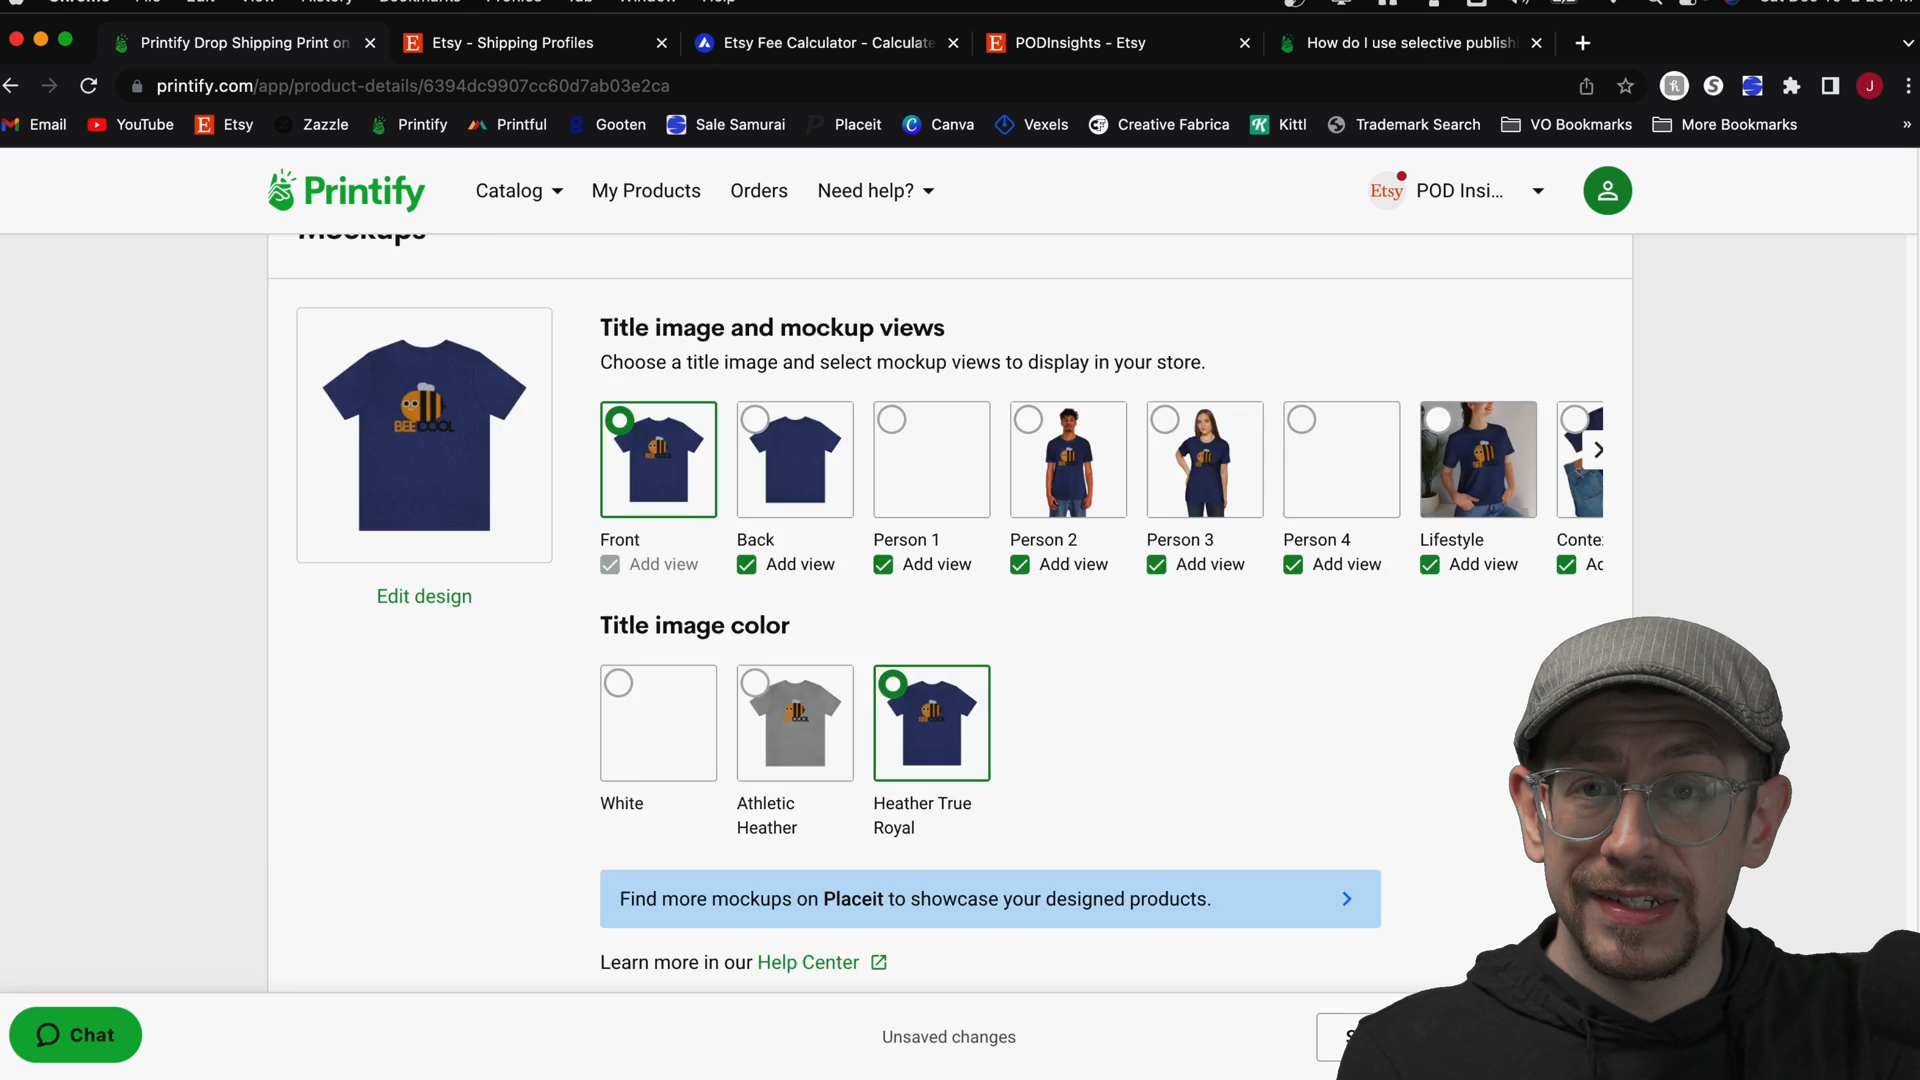 Printify Drop Shipping Print on
Etsy - Shipping Profiles
Etsy Fee Calculator - Calculate
PODInsights - Etsy
How do I use selective publishi
printify.com/app/product-details/6394dc9907cc60d7ab03e2ca
J
Email
YouTube
Etsy
Zazzle
Printify
Printful
Gooten
Sale Samurai
Placeit
Canva
Vexels
Creative Fabrica
Kittl
Trademark Search
VO Bookmarks
More Bookmarks
Printify
Catalog
My Products
Orders
Need help?
Etsy
POD Insi...
Mockups
Title image and mockup views
Choose a title image and select mockup views to display in your store.
BEE COOL
Edit design
Front
Back
Person 1
Person 2
Person 3
Person 4
Lifestyle
Conte
Add view
Add view
Add view
Add view
Add view
Add view
Add view
Title image color
White
Athletic
Heather
Heather True
Royal
Find more mockups on Placeit to showcase your designed products.
Learn more in our Help Center
Chat
Unsaved changes